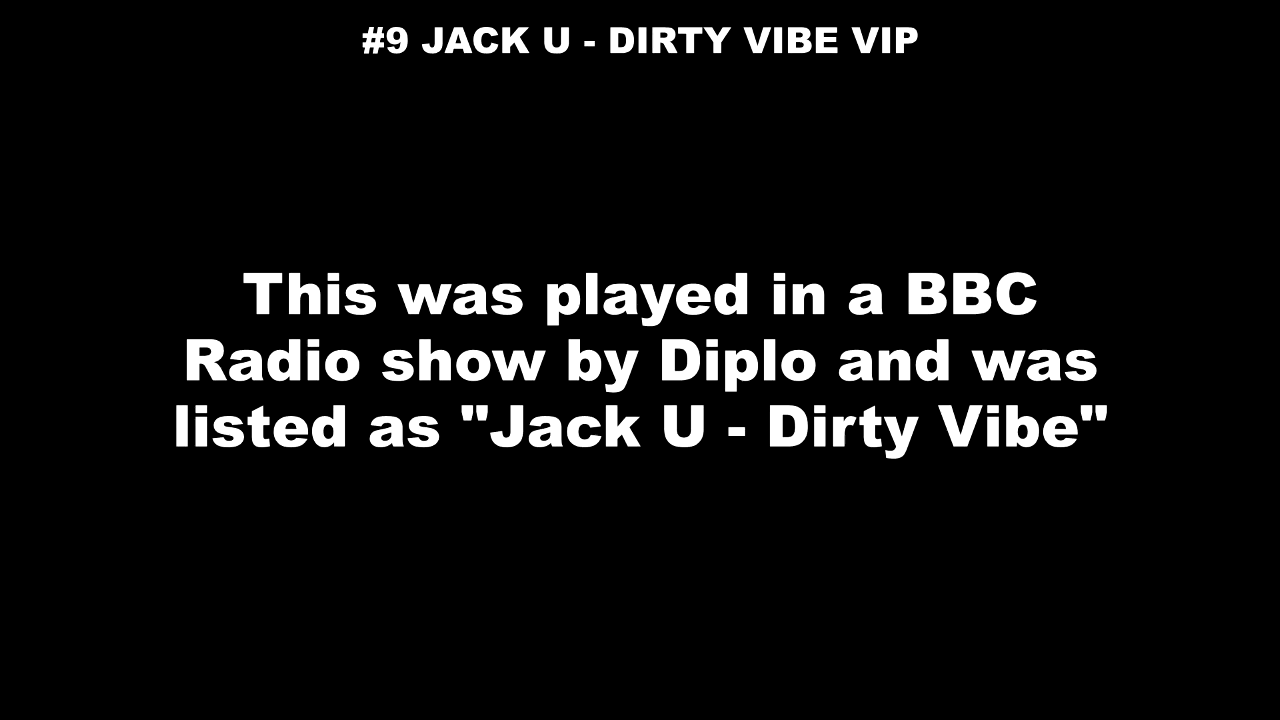 #9 JACK U - DIRTY VIBE VIP
This was played in a BBC
Radio show by Diplo and was
listed as "Jack U - Dirty Vibe"